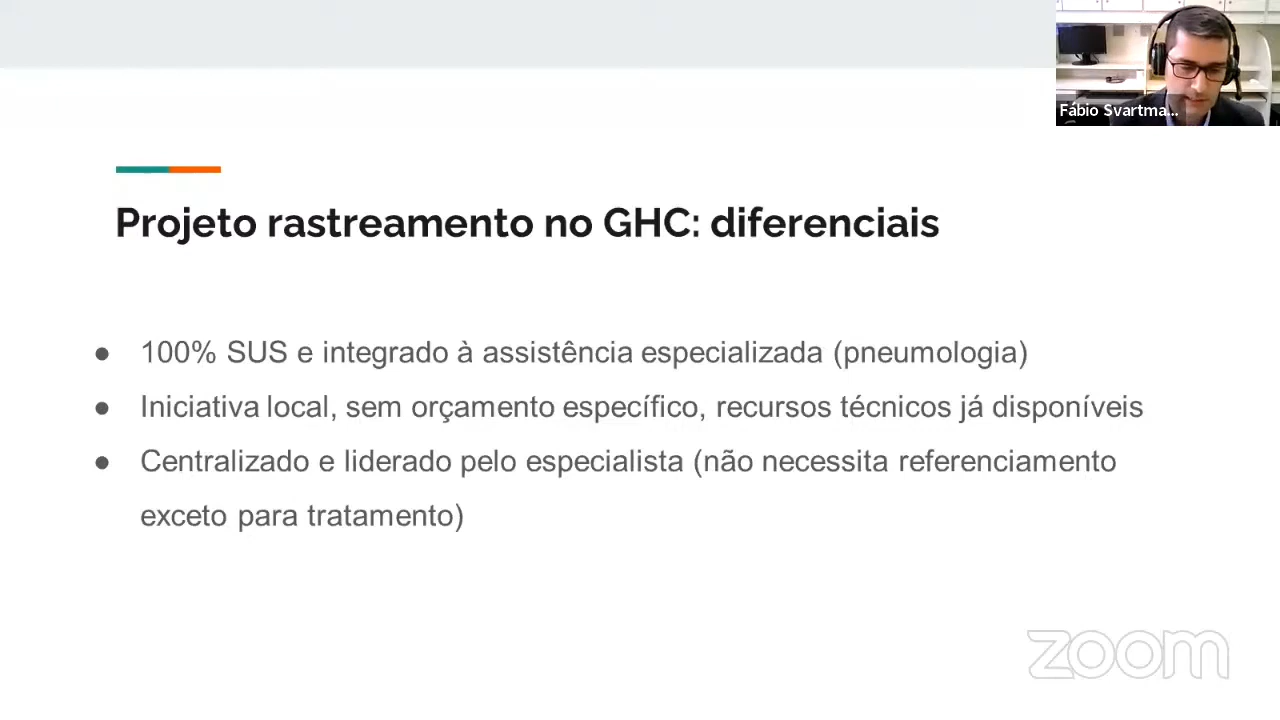 Fábio Svartma...
Projeto rastreamento no GHC: diferenciais
● 100% SUS e integrado à assistência especializada (pneumologia)
● Iniciativa local, sem orçamento específico, recursos técnicos já disponíveis
● Centralizado e liderado pelo especialista (não necessita referenciamento
exceto para tratamento)
zoom